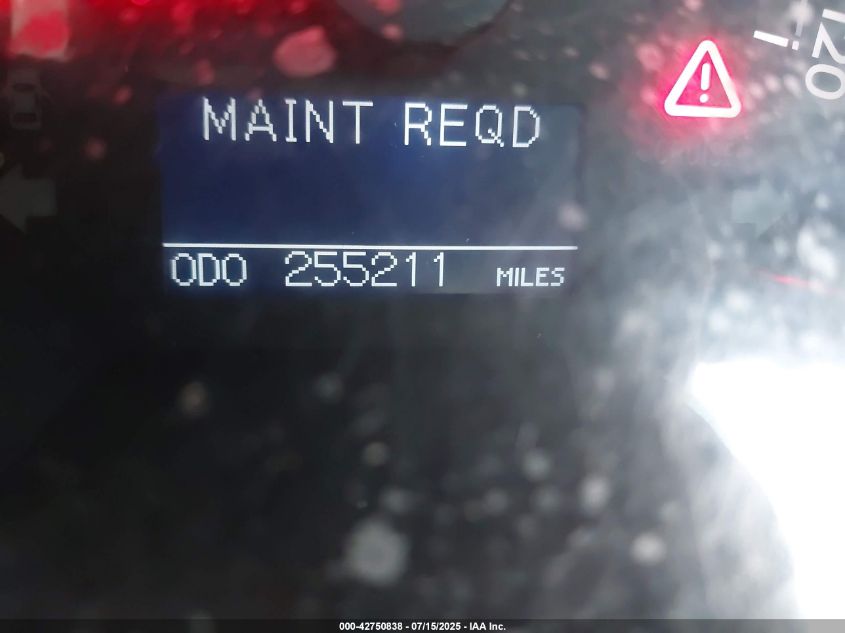 120
MAINT REQD
ODO 255211 MILES
000-42750838 - 07/15/2025 - IAA Inc.